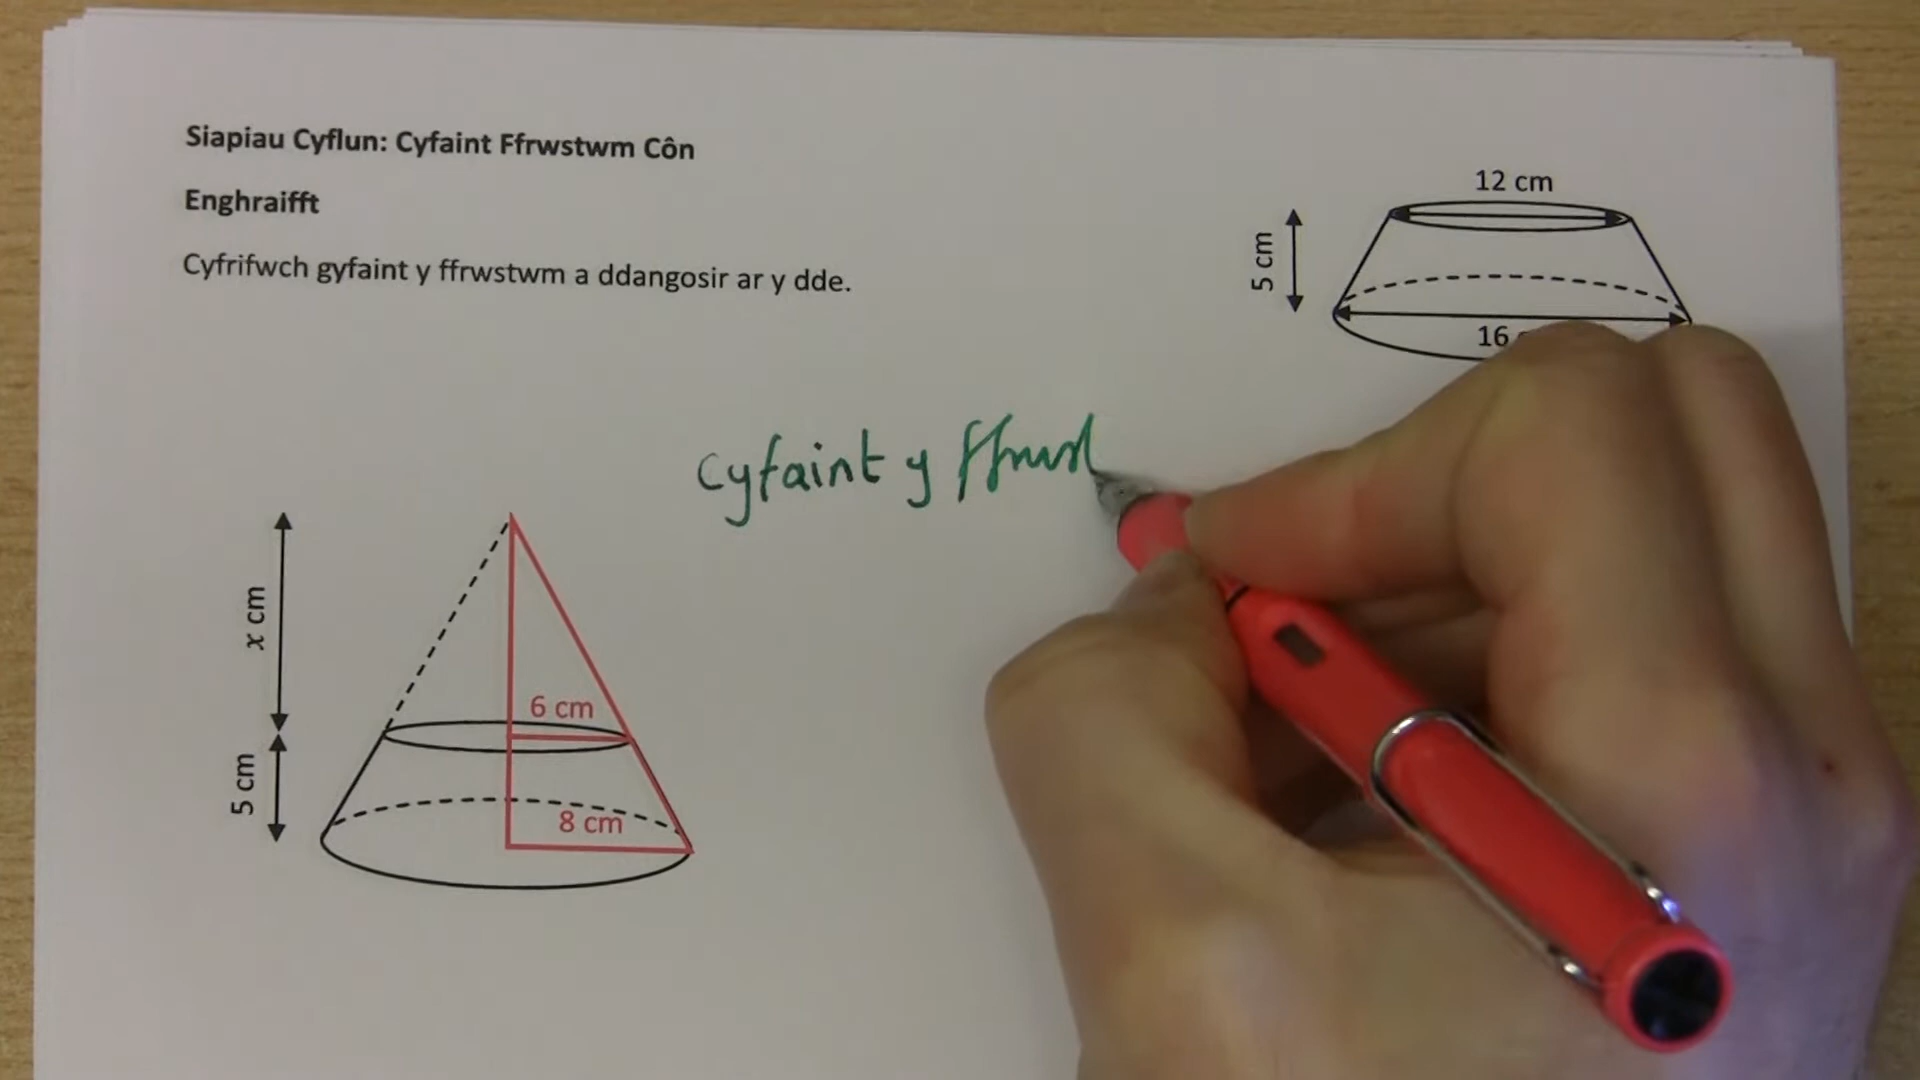 Siapiau Cyflun: Cyfaint Ffrwstwm Côn
Enghraifft
Cyfrifwch gyfaint y ffrwstwm a ddangosir ar y dde.
12 cm
5 cm
16
Cyfaint y ffrwst
x cm
6 cm
5 cm
8 cm